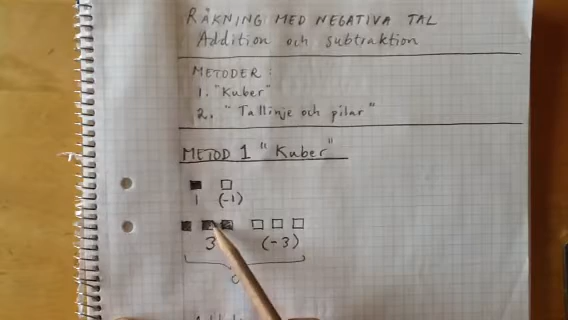 RÄKNING MED NEGATIVA TAL
Addition och subtraktion
METODER:
1. "Kuber"
2. "Tallinje och pilar"
METOD 1 "Kuber"
1 (-1)
3 (-3)